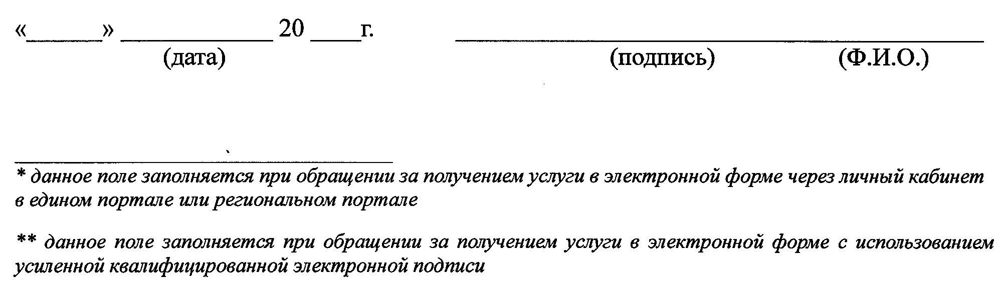 «______» ____________ 20 ____г. __________________________________________
(дата) (подпись) (Ф.И.О.)
* данное поле заполняется при обращении за получением услуги в электронной форме через личный кабинет
в едином портале или региональном портале
** данное поле заполняется при обращении за получением услуги в электронной форме с использованием
усиленной квалифицированной электронной подписи